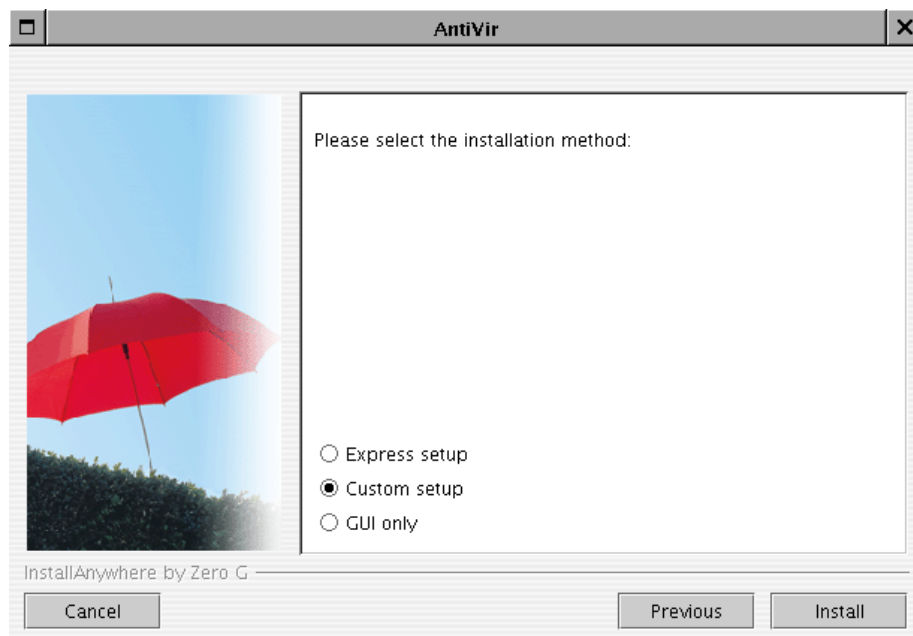 AntiVir
Please select the installation method:
Express setup
Custom setup
GUI only
InstallAnywhere by Zero G
Cancel
Previous
Install